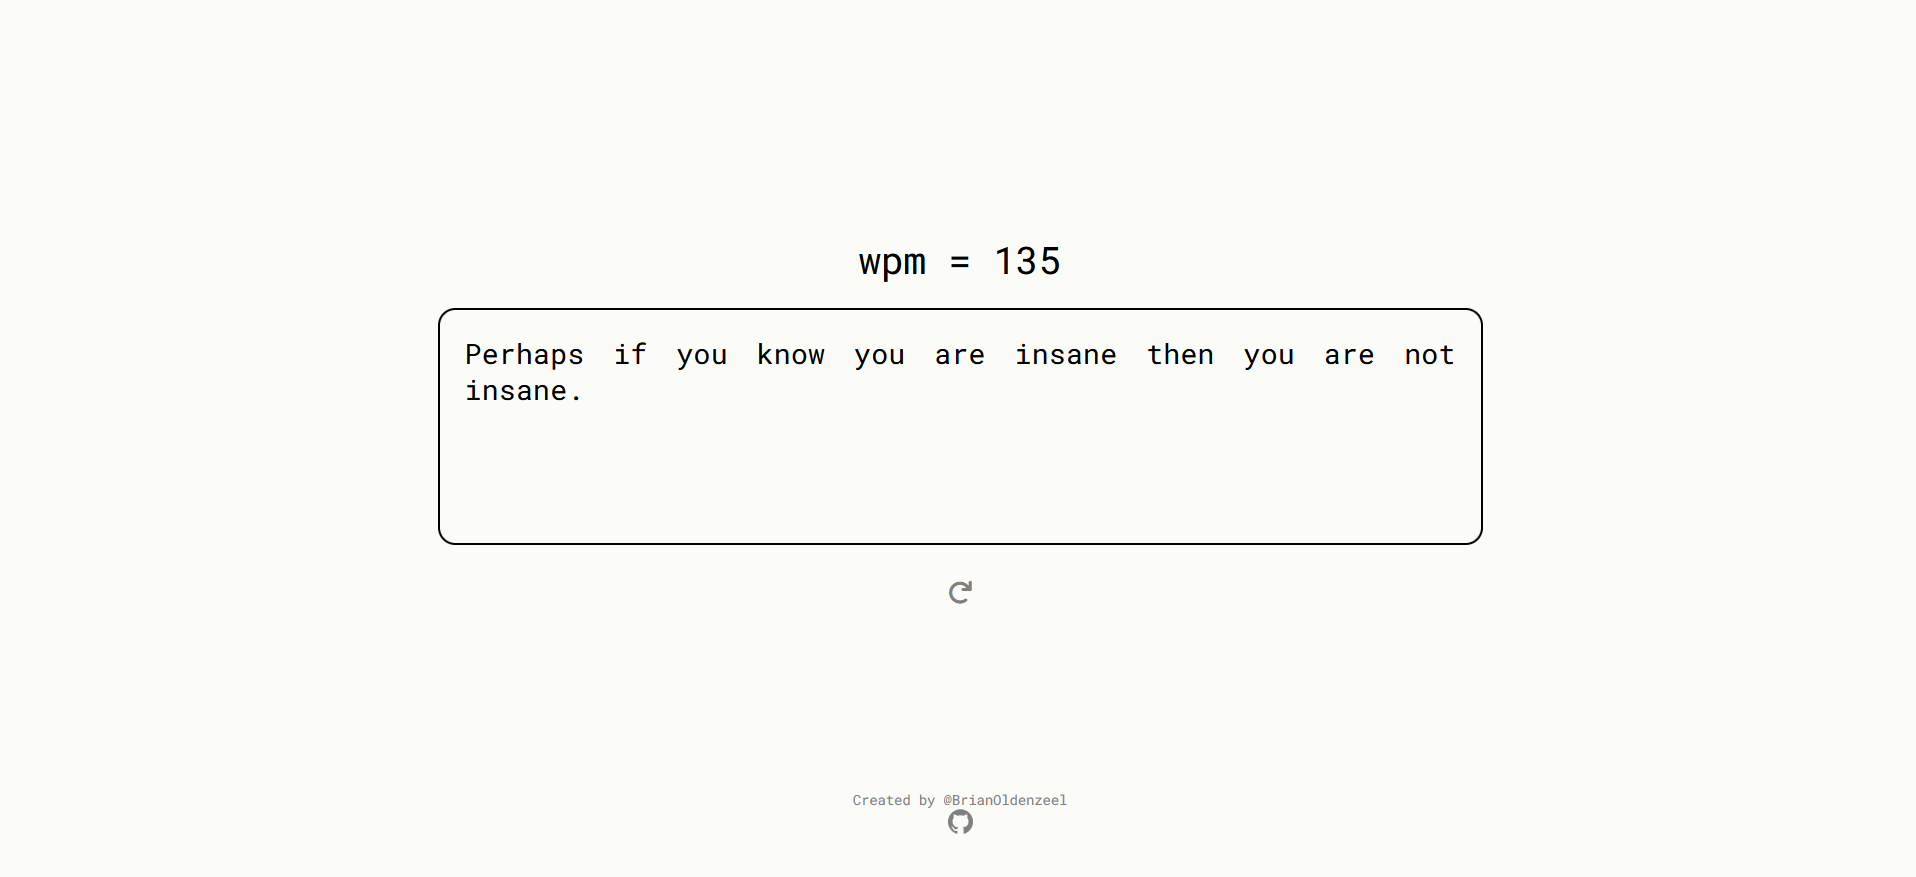 wpm = 135
Perhaps if you know you are insane then you are not
insane.
Created by @BrianOldenzeel